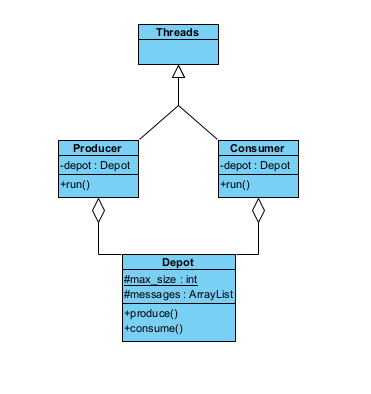 Threads
Producer
-depot : Depot
+run()
Consumer
-depot : Depot
+run()
Depot
#max_size : int
#messages : ArrayList
+produce()
+consume()